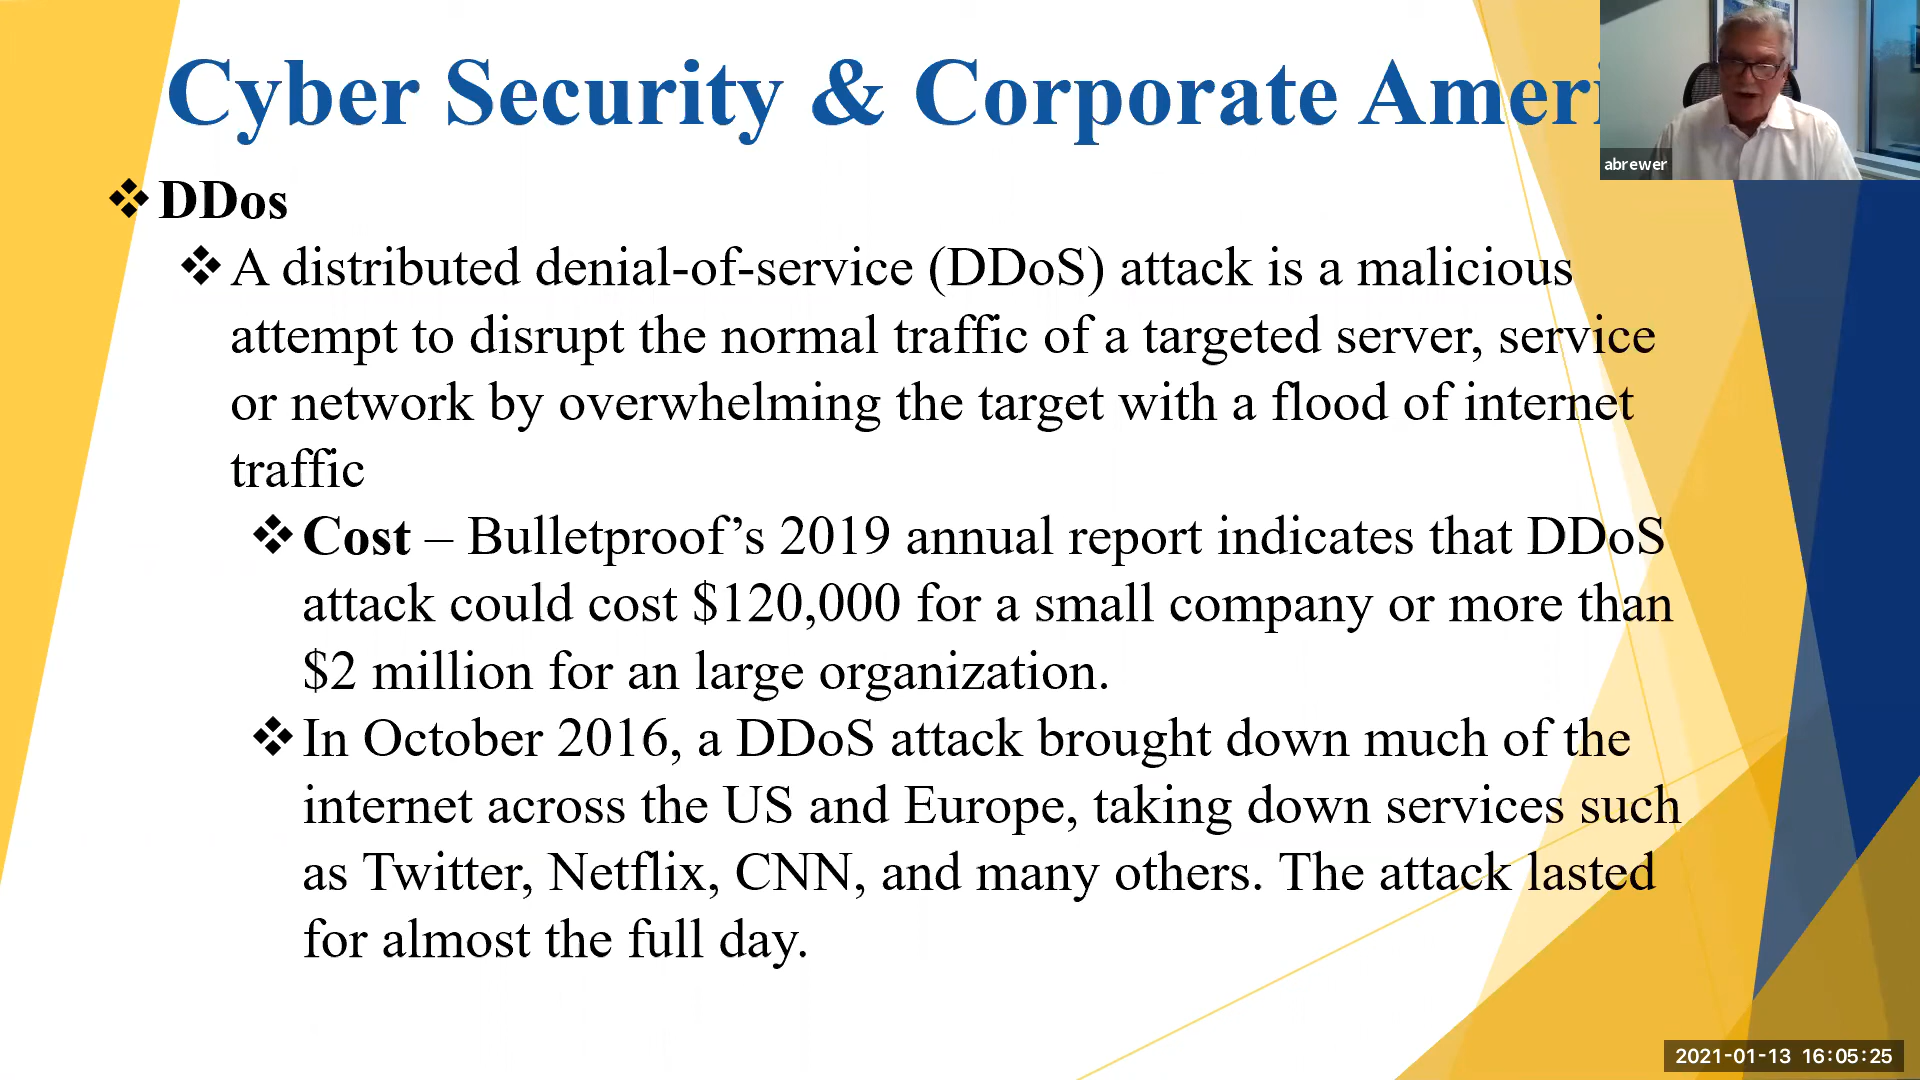 Cyber Security & Corporate Ameri
abrewer
❖ DDos
❖ A distributed denial-of-service (DDoS) attack is a malicious
attempt to disrupt the normal traffic of a targeted server, service
or network by overwhelming the target with a flood of internet
traffic
❖ Cost – Bulletproof’s 2019 annual report indicates that DDoS
attack could cost $120,000 for a small company or more than
$2 million for an large organization.
❖ In October 2016, a DDoS attack brought down much of the
internet across the US and Europe, taking down services such
as Twitter, Netflix, CNN, and many others. The attack lasted
for almost the full day.
2021-01-13 16:05:25